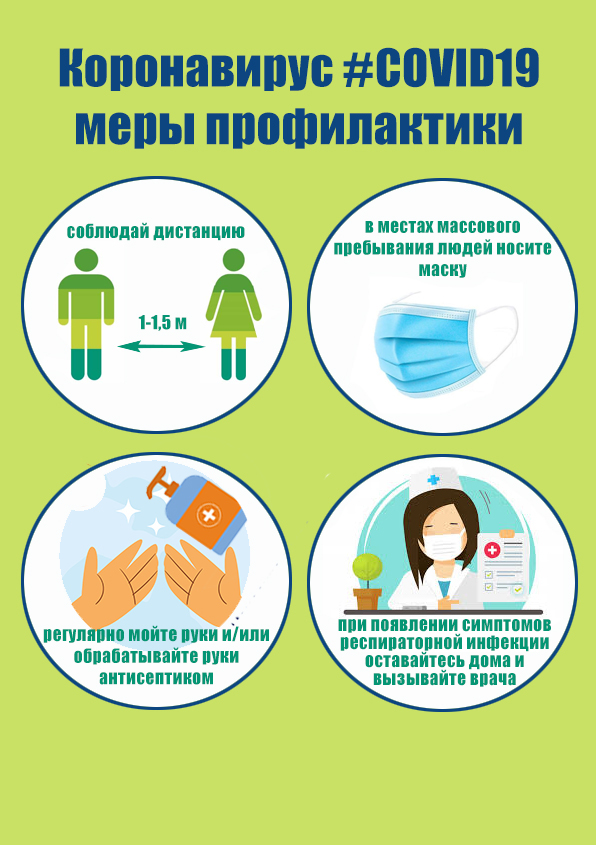 Коронавирус #COVID19
меры профилактики
соблюдай дистанцию
1-1,5 м
в местах массового
пребывания людей носите
маску
регулярно мойте руки и/или
обрабатывайте руки
антисептиком
при появлении симптомов
респираторной инфекции
оставайтесь дома и
вызывайте врача